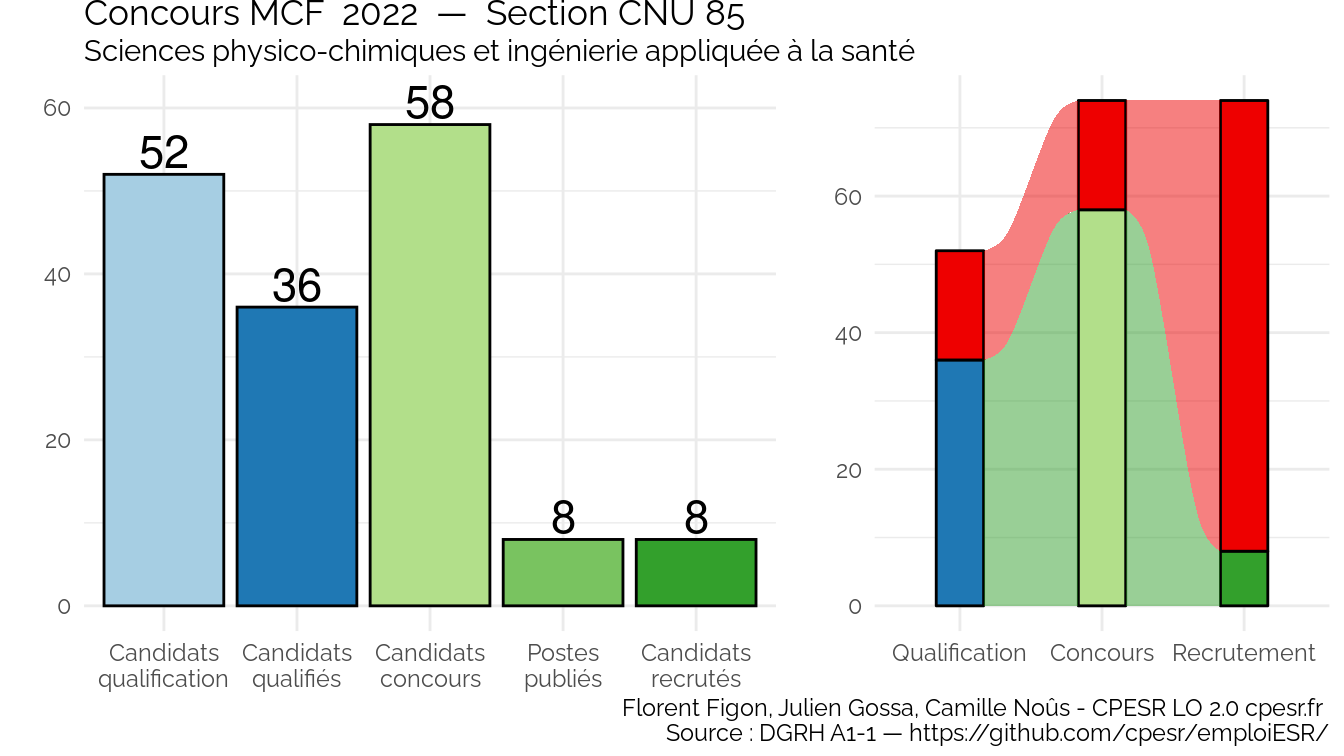 Concours MCF 2022 — Section CNU 85
Sciences physico-chimiques et ingénierie appliquée à la santé
60
40
20
0
52
36
58
8
8
Candidats
qualification
Candidats
qualifiés
Candidats
concours
Postes
publiés
Candidats
recrutés
60
40
20
0
Qualification
Concours
Recrutement
Florent Figon, Julien Gossa, Camille Noûs - CPESR LO 2.0 cpesr.fr
Source : DGRH A1-1 — https://github.com/cpesr/emploiESR/